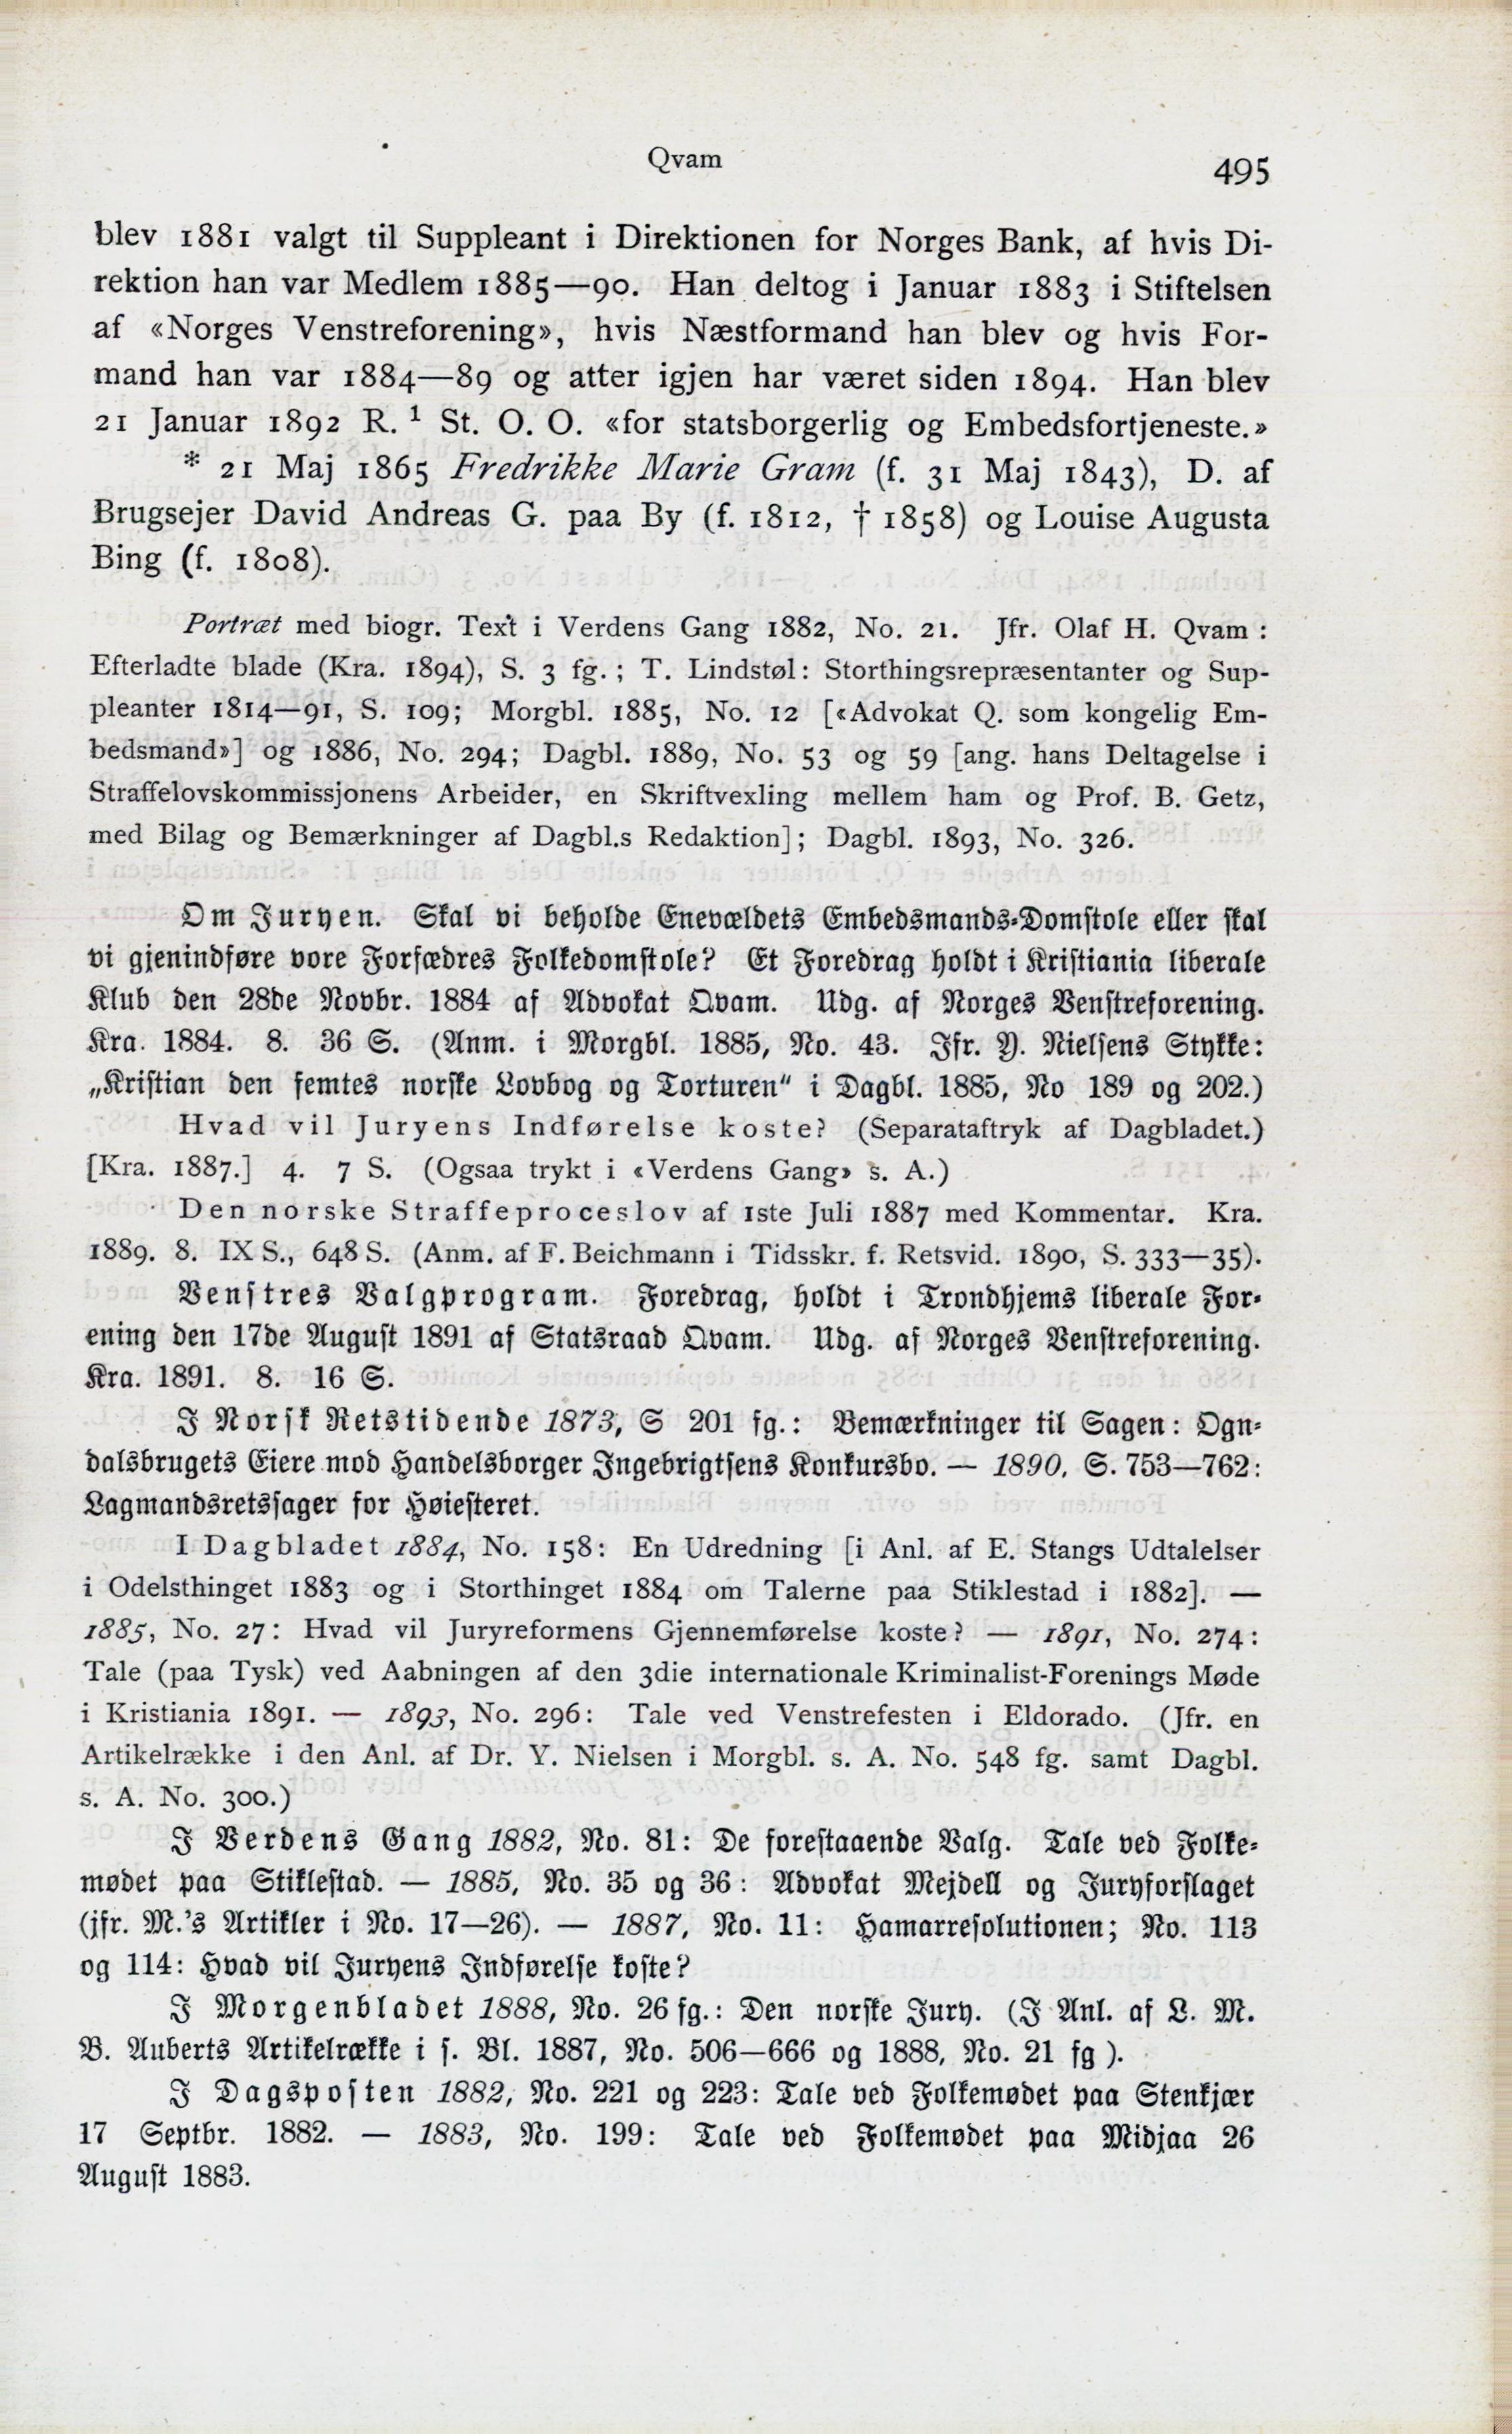 Qvam
495
blev 1881 valgt til Suppleant i Direktionen for Norges Bank, af hvis Di-
rektion han var Medlem 1885—90. Han deltog i Januar 1883 i Stiftelsen
af «Norges Venstreforening», hvis Næstformand han blev og hvis For-
mand han var 1884—89 og atter igjen har været siden 1894. Han blev
21 Januar 1892 R.¹ St. O. O. «for statsborgerlig og Embedsfortjeneste.»
* 21 Maj 1865 Fredrikke Marie Gram (f. 31 Maj 1843), D. af
Brugsejer David Andreas G. paa By (f. 1812, † 1858) og Louise Augusta
Bing (f. 1808).
Portræt med biogr. Text i Verdens Gang 1882, No. 21. Jfr. Olaf H. Qvam :
Efterladte blade (Kra. 1894), S. 3 fg. ; T. Lindstøl: Storthingsrepræsentanter og Sup-
pleanter 1814—91, S. 109; Morgbl. 1885, No. 12 [«Advokat Q. som kongelig Em-
bedsmand»] og 1886, No. 294; Dagbl. 1889, No. 53 og 59 [ang. hans Deltagelse i
Straffelovskommissjonens Arbeider, en Skriftvexling mellem ham og Prof. B. Getz,
med Bilag og Bemærkninger af Dagbl.s Redaktion]; Dagbl. 1893, No. 326.
Om Juryen. Skal vi beholde Enevældets Embedsmands-Domstole eller skal
vi gjenindføre vore Forfædres Folkedomstole? Et Foredrag holdt i Kristiania liberale
Klub den 28de Novbr. 1884 af Advokat Qvam. Udg. af Norges Venstreforening.
Kra. 1884. 8. 36 S. (Anm. i Morgbl. 1885, No. 43. Jfr. Y. Nielsens Stykke:
„Kristian den femtes norske Lovbog og Torturen“ i Dagbl. 1885, No 189 og 202.)
Hvad vil Juryens Indførelse koste? (Separataftryk af Dagbladet.)
[Kra. 1887.] 4. 7 S. (Ogsaa trykt i «Verdens Gang» s. A.)
Den norske Straffeproceslov af 1ste Juli 1887 med Kommentar. Kra.
1889. 8. IX S., 648 S. (Anm. af F. Beichmann i Tidsskr. f. Retsvid. 1890, S. 333—35).
Venstres Valgprogram. Foredrag, holdt i Trondhjems liberale For-
ening den 17de August 1891 af Statsraad Qvam. Udg. af Norges Venstreforening.
Kra. 1891. 8. 16 S.
I Norsk Retstidende 1873, S 201 fg.: Bemærkninger til Sagen: Ogn-
dalsbrugets Eiere mod Handelsborger Ingebrigtsens Konkursbo. — 1890, S. 753—762:
Lagmandsretssager for Høiesteret.
I Dagbladet 1884, No. 158: En Udredning [i Anl. af E. Stangs Udtalelser
i Odelsthinget 1883 og i Storthinget 1884 om Talerne paa Stiklestad i 1882]. —
1885, No. 27: Hvad vil Juryreformens Gjennemførelse koste? — 1891, No. 274:
Tale (paa Tysk) ved Aabningen af den 3die internationale Kriminalist-Forenings Møde
i Kristiania 1891. — 1893, No. 296: Tale ved Venstrefesten i Eldorado. (Jfr. en
Artikelrække i den Anl. af Dr. Y. Nielsen i Morgbl. s. A. No. 548 fg. samt Dagbl.
s. A. No. 300.)
I Verdens Gang 1882, No. 81: De forestaaende Valg. Tale ved Folke-
mødet paa Stiklestad. — 1885, No. 35 og 36: Advokat Mejdell og Juryforslaget
(jfr. M.'s Artikler i No. 17—26). — 1887, No. 11: Hamarresolutionen; No. 113
og 114: Hvad vil Juryens Indførelse koste?
I Morgenbladet 1888, No. 26 fg.: Den norske Jury. (I Anl. af L. M.
B. Auberts Artikelrække i s. Bl. 1887, No. 506—666 og 1888, No. 21 fg ).
I Dagsposten 1882, No. 221 og 223: Tale ved Folkemødet paa Stenkjær
17 Septbr. 1882. — 1883, No. 199: Tale ved Folkemødet paa Midjaa 26
August 1883.